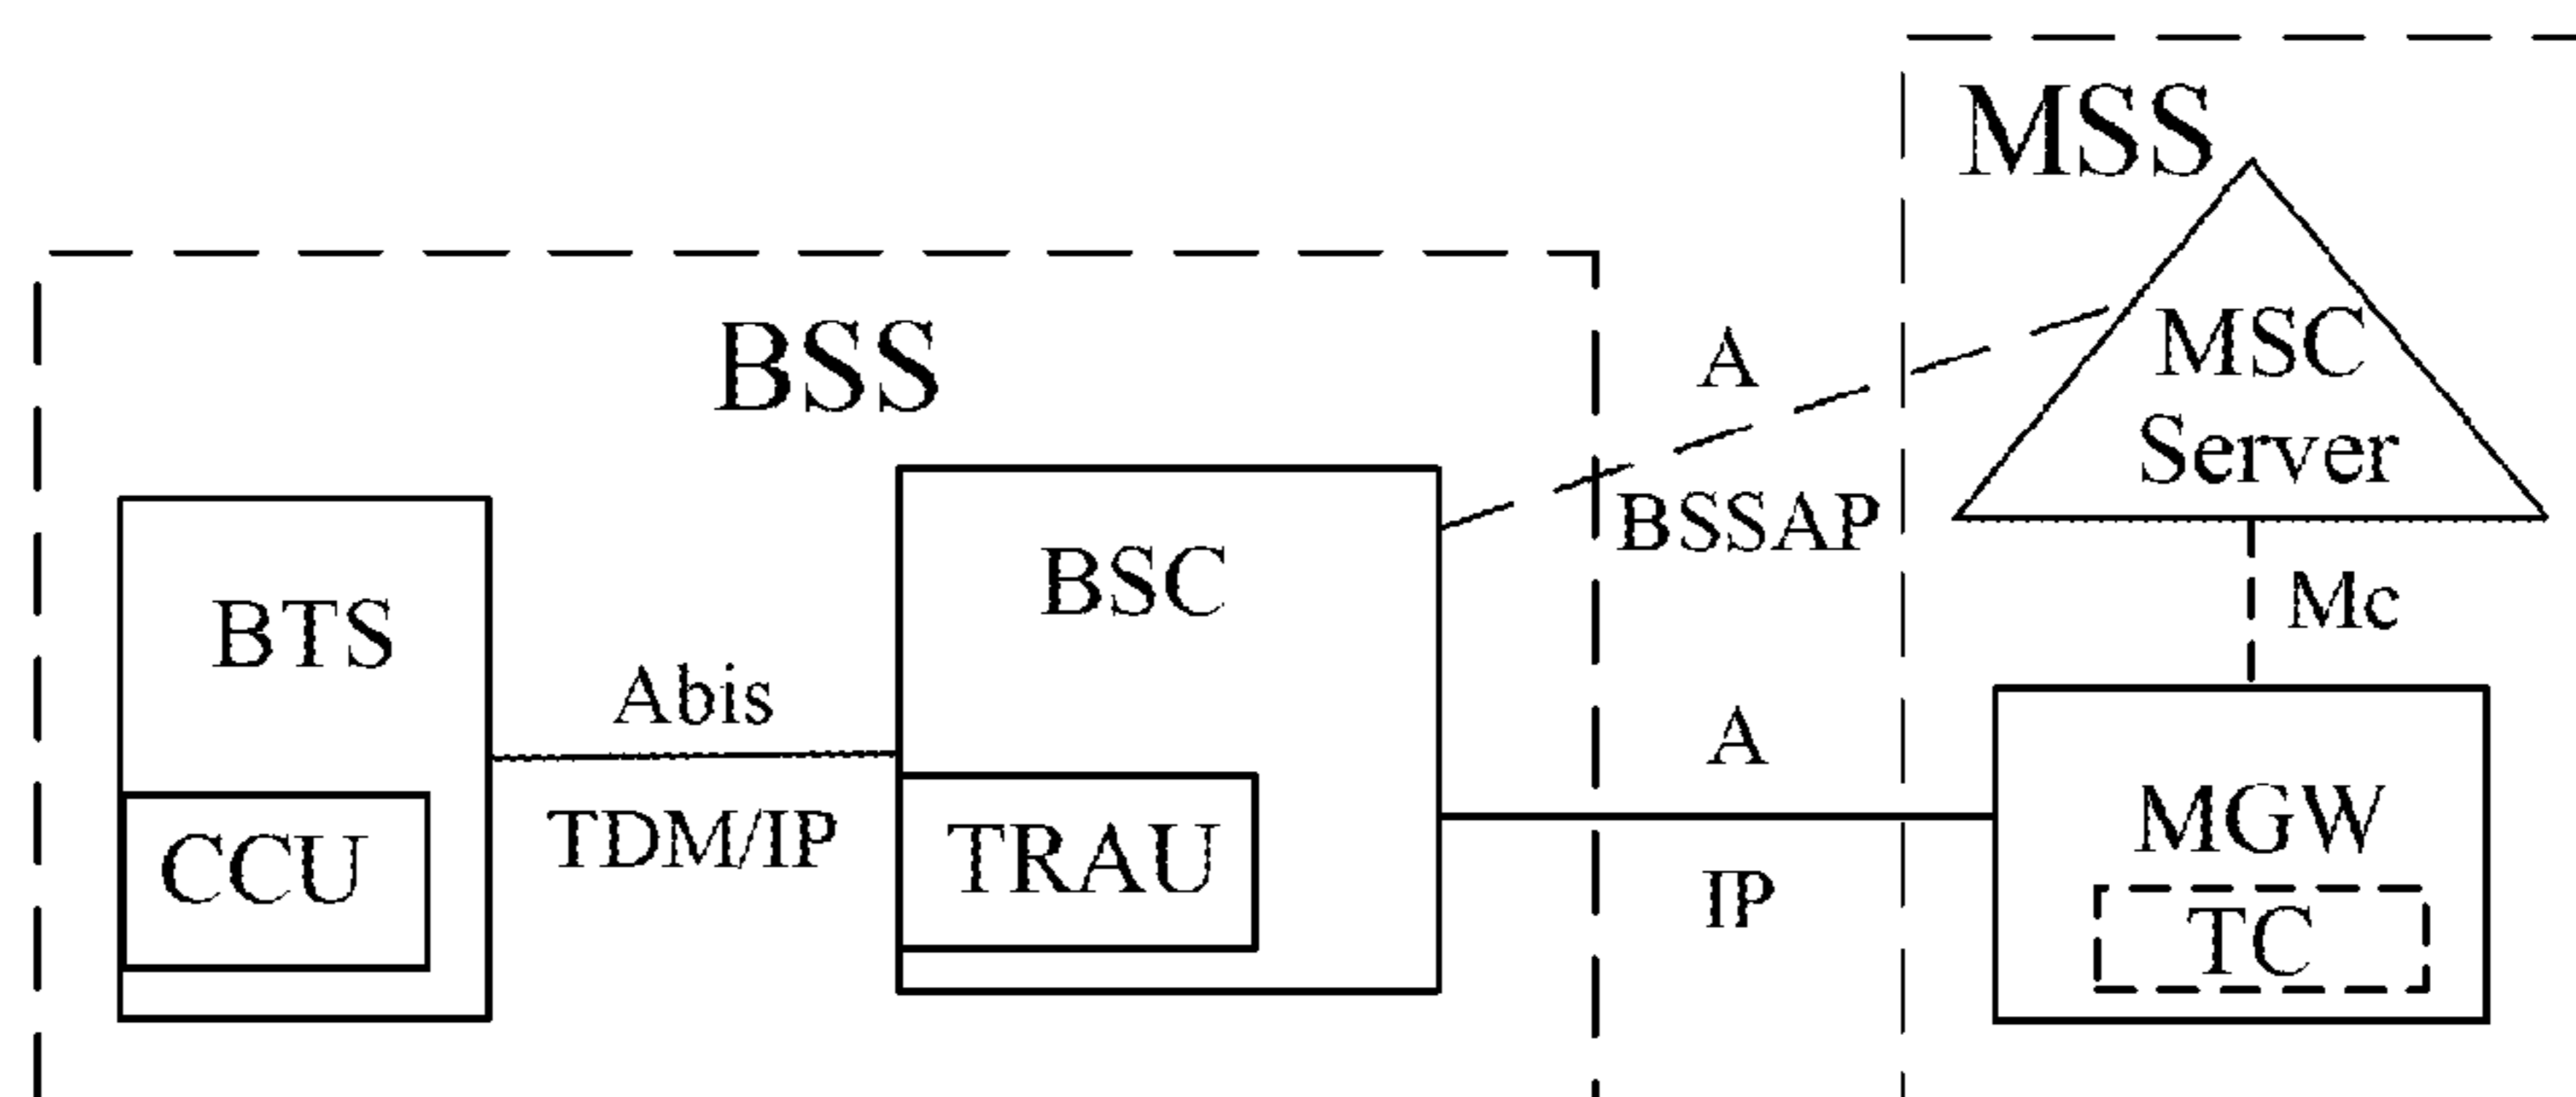 MSS
BSS
A
MSC
Server
BSSAP
BSC
BTS
Mc
Abis
A
TDM/IP
MGW
CCU
TRAU
IP
TC